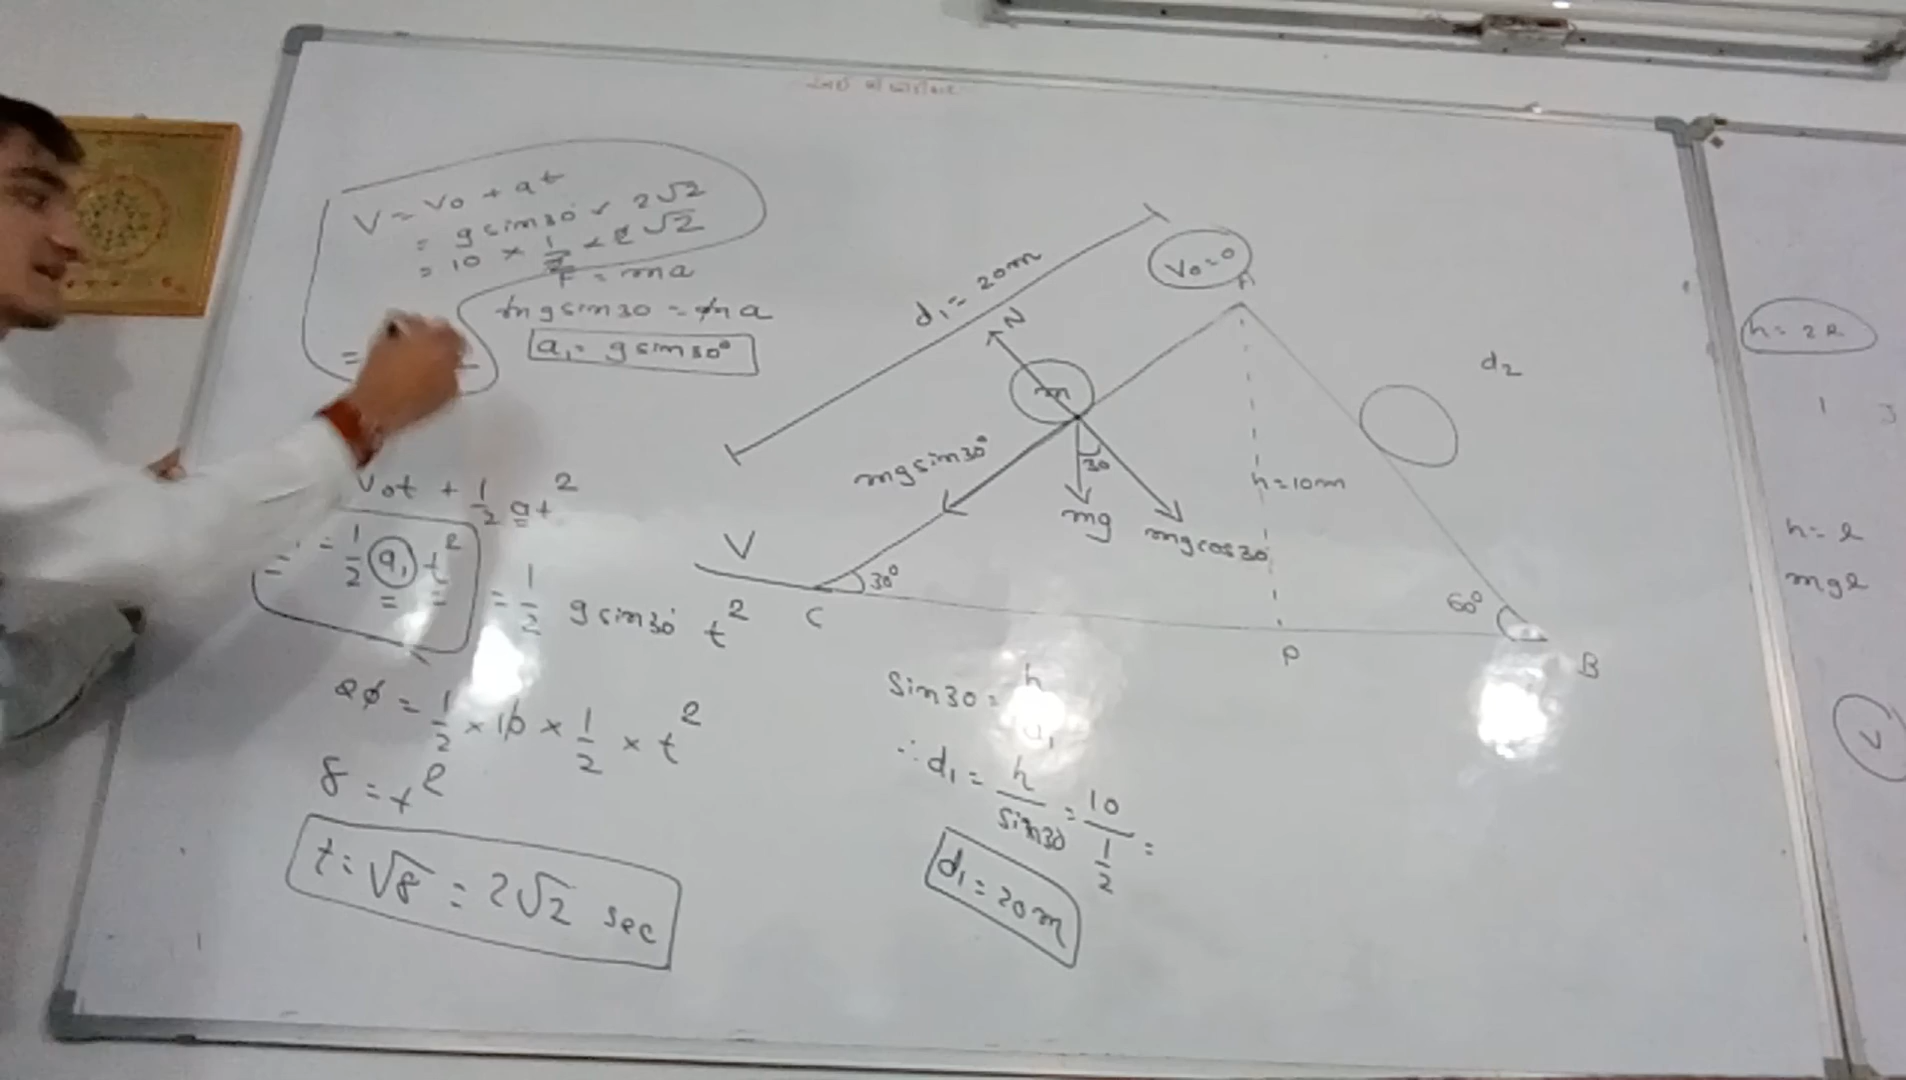 V = V₀ + at
= g sin30° × 2√2
= 10 × 1/2 × 2√2
F = ma
mg sin30 = ma
a₁ = g sin30°
V₀t + 1/2 at²
= 1/2 a₁ t²
= 1/2 g sin30° t²
20 = 1/2 × 10 × 1/2 × t²
8 = t²
t = √8 = 2√2 sec
d₁ = 20m
V₀ = 0
N
m
d₂
mg sin30°
30
h = 10m
mg
mg cos30°
V
30°
C
60°
P
B
sin30 = h/d₁
∴ d₁ = h/sin30 = 10/(1/2) =
d₁ = 20m
h = 2R
h = R
mgR
V